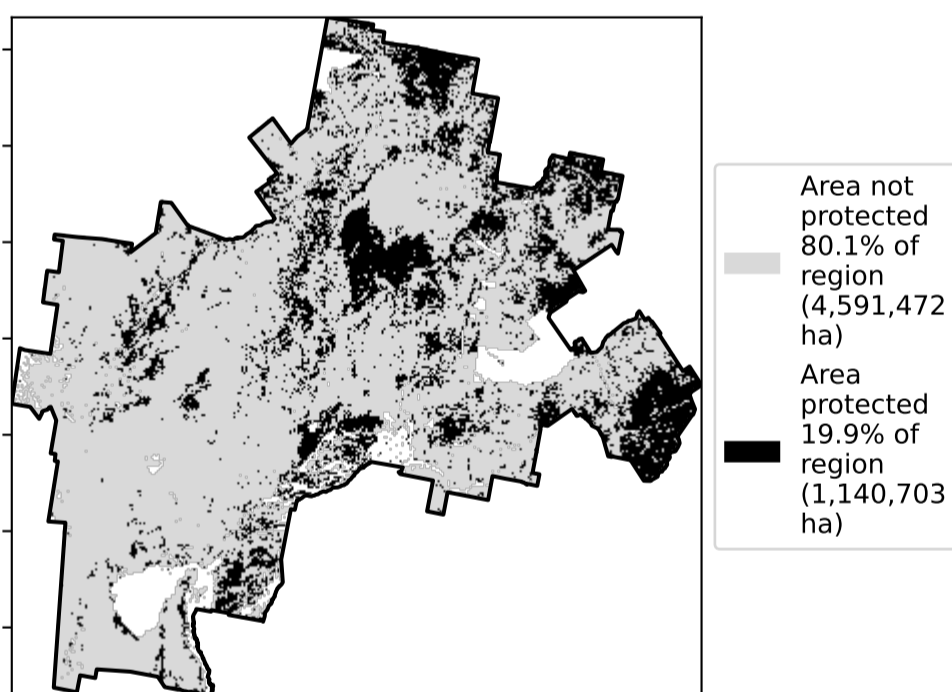 Area not
protected
80.1% of
region
(4,591,472
ha)
Area
protected
19.9% of
region
(1,140,703
ha)